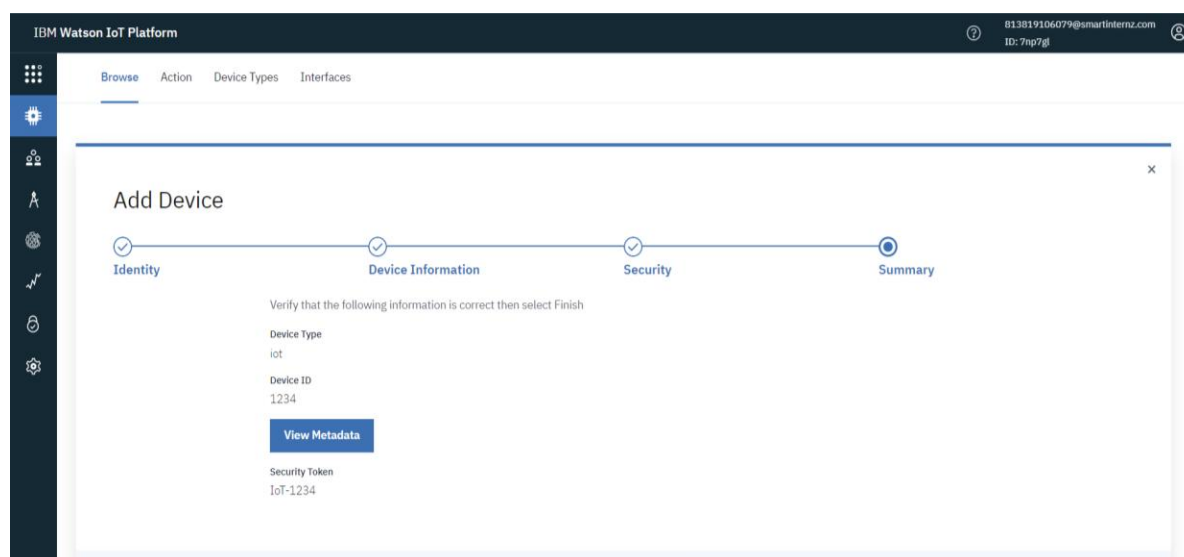 IBM Watson IoT Platform
813819106079@smartinternz.com
ID: 7np7gl
Browse Action Device Types Interfaces
Add Device
Identity Device Information Security Summary
Verify that the following information is correct then select Finish
Device Type
iot
Device ID
1234
View Metadata
Security Token
IoT-1234